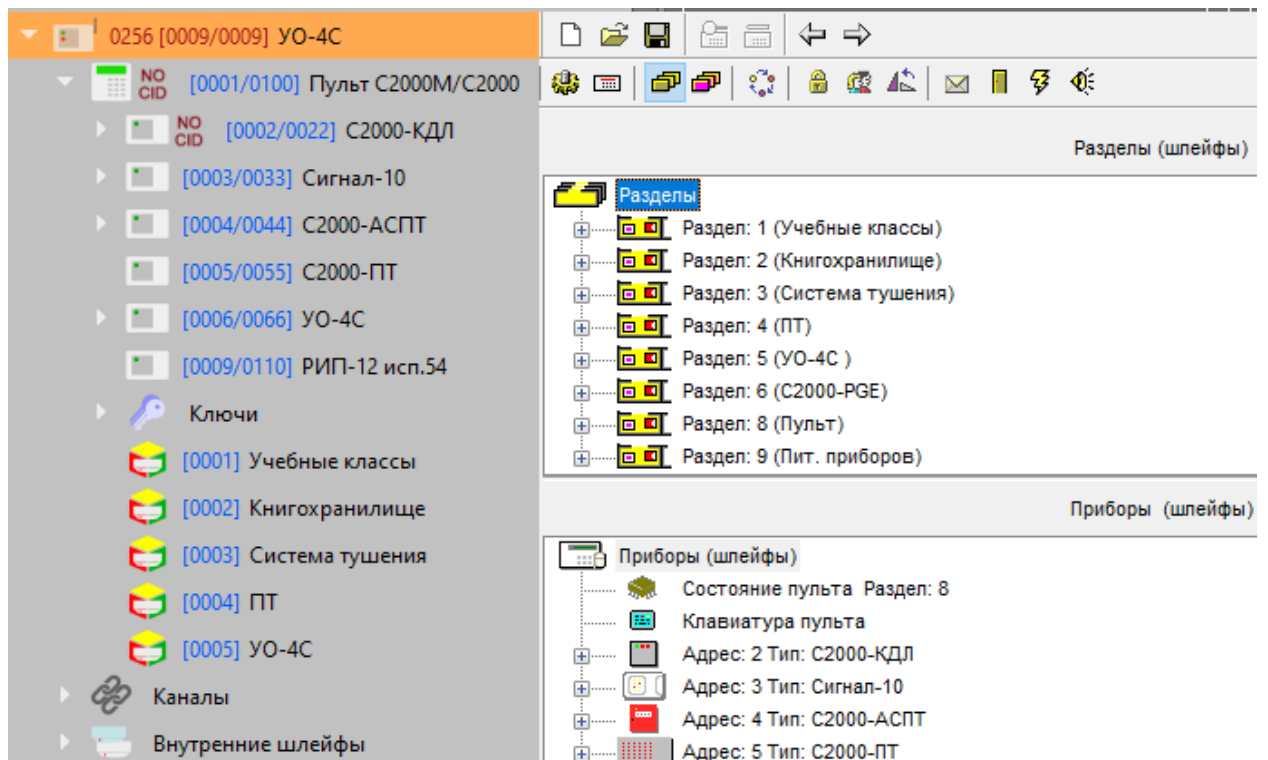 0256 [0009/0009] УО-4С
NO CID [0001/0100] Пульт С2000М/С2000
NO CID [0002/0022] С2000-КДЛ
[0003/0033] Сигнал-10
[0004/0044] С2000-АСПТ
[0005/0055] С2000-ПТ
[0006/0066] УО-4С
[0009/0110] РИП-12 исп.54
Ключи
[0001] Учебные классы
[0002] Книгохранилище
[0003] Система тушения
[0004] ПТ
[0005] УО-4С
Каналы
Внутренние шлейфы
Разделы (шлейфы)
Разделы
Раздел: 1 (Учебные классы)
Раздел: 2 (Книгохранилище)
Раздел: 3 (Система тушения)
Раздел: 4 (ПТ)
Раздел: 5 (УО-4С )
Раздел: 6 (С2000-PGE)
Раздел: 8 (Пульт)
Раздел: 9 (Пит. приборов)
Приборы (шлейфы)
Приборы (шлейфы)
Состояние пульта Раздел: 8
Клавиатура пульта
Адрес: 2 Тип: С2000-КДЛ
Адрес: 3 Тип: Сигнал-10
Адрес: 4 Тип: С2000-АСПТ
Адрес: 5 Тип: С2000-ПТ